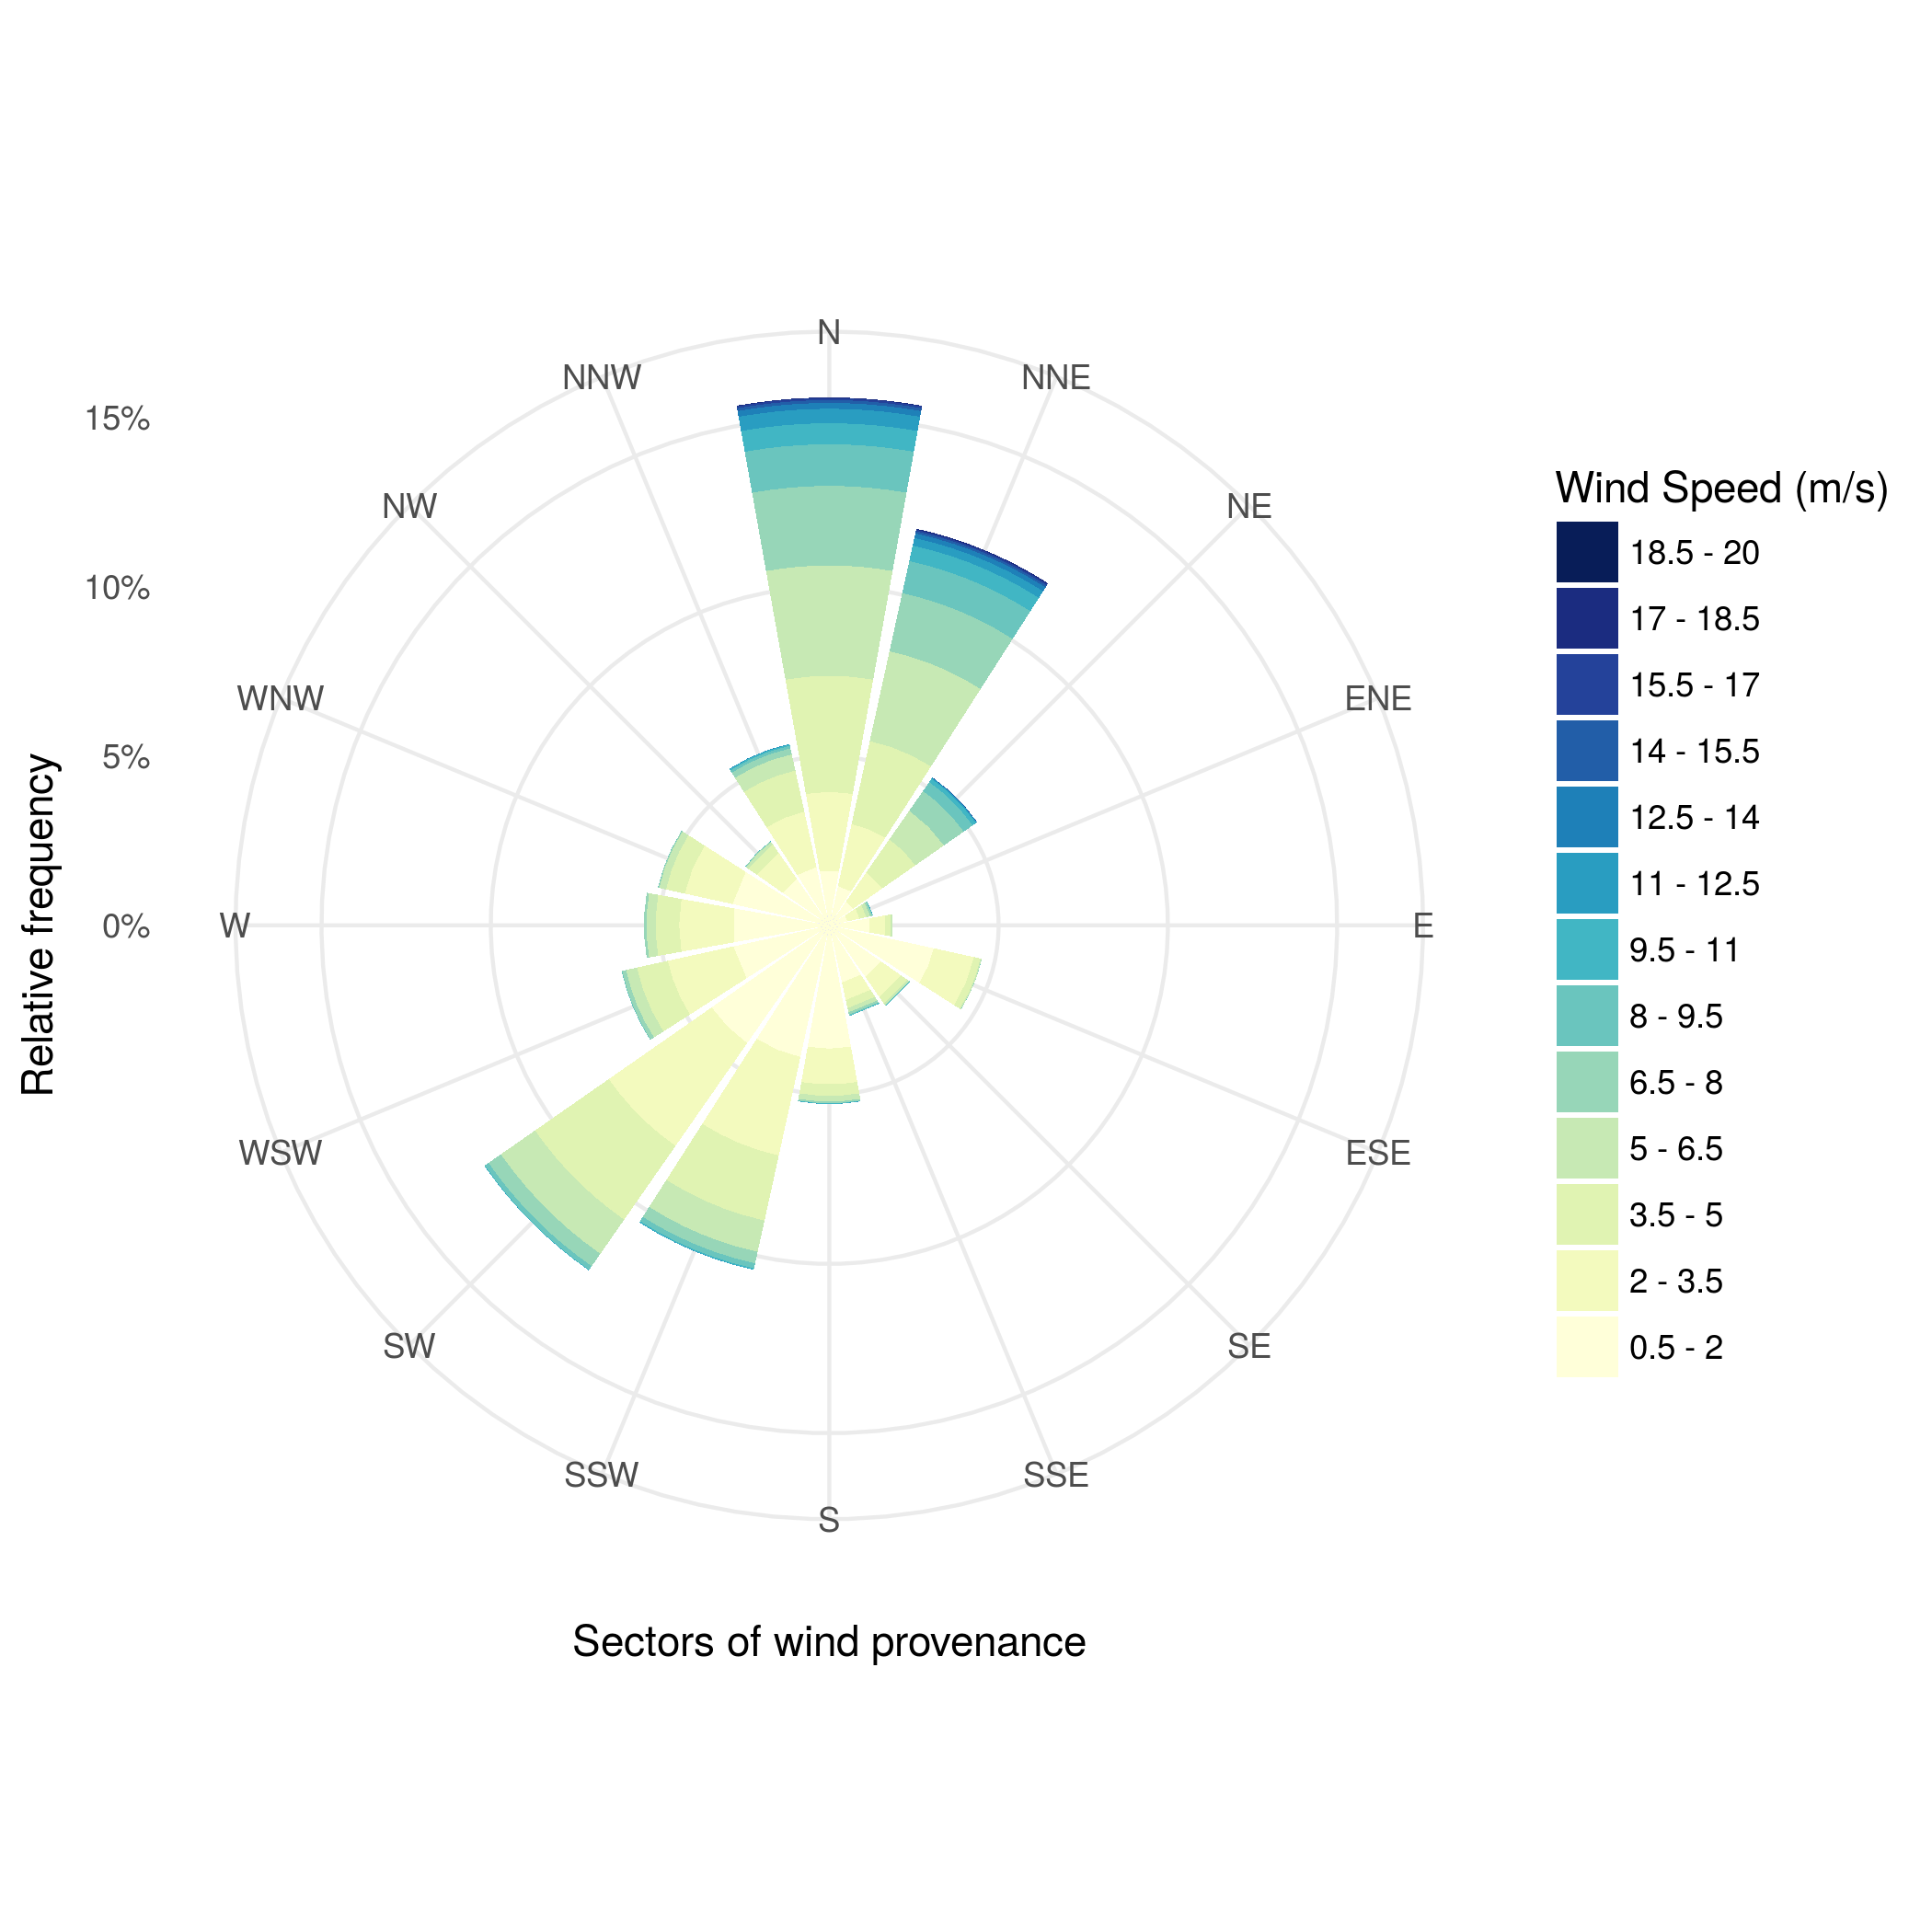 N
NNW
NNE
15%
NW
NE
10%
WNW
ENE
5%
0%
W
E
WSW
ESE
SW
SE
SSW
SSE
S
Relative frequency
Sectors of wind provenance
Wind Speed (m/s)
18.5 - 20
17 - 18.5
15.5 - 17
14 - 15.5
12.5 - 14
11 - 12.5
9.5 - 11
8 - 9.5
6.5 - 8
5 - 6.5
3.5 - 5
2 - 3.5
0.5 - 2